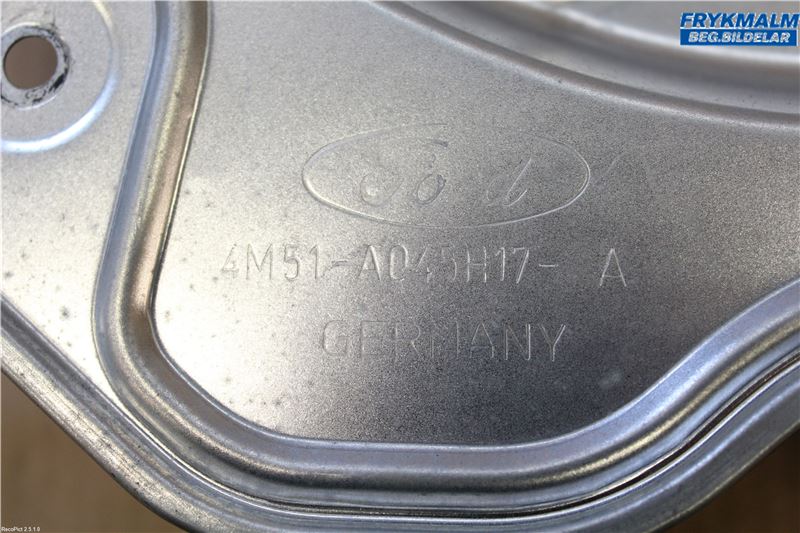 FRYKMALM
BEG.BILDELAR
Ford
4M51-A045H17- A
GERMANY
RecoPict 2.5.1.0